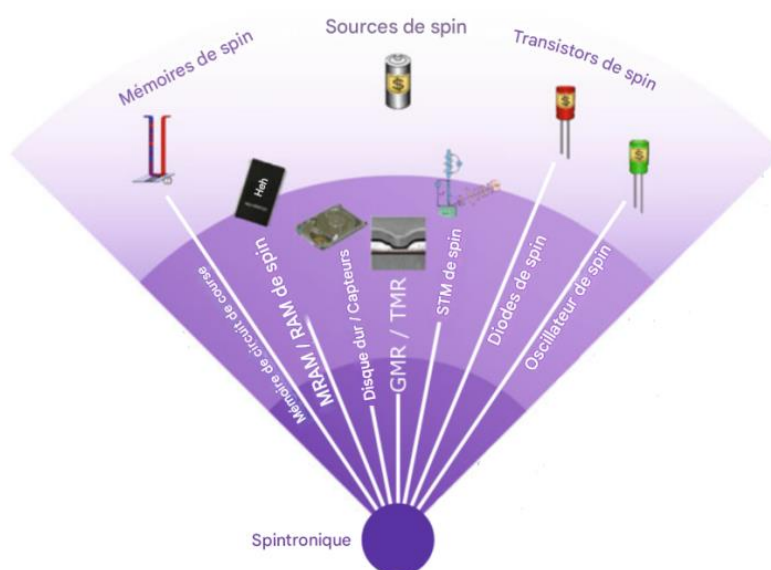 Sources de spin
Mémoires de spin
Transistors de spin
$
$
$
Heh
Mémoire de circuit de course
MRAM / RAM de spin
Disque dur / Capteurs
GMR / TMR
STM de spin
Diodes de spin
Oscillateur de spin
Spintronique